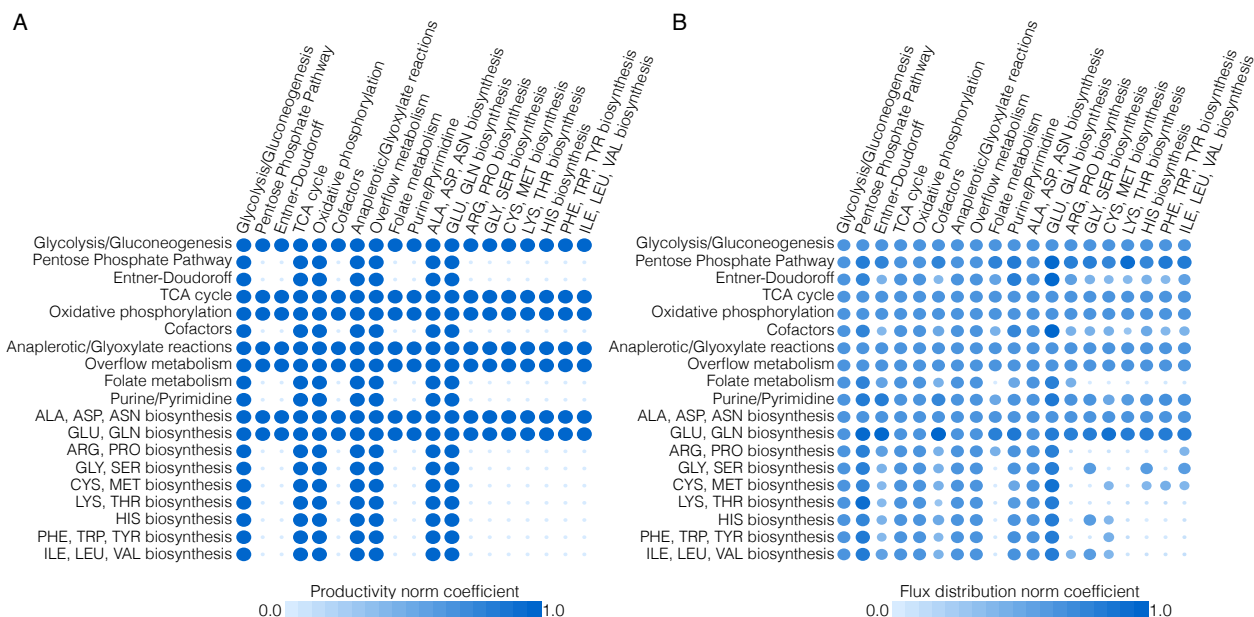 A
Glycolysis/Gluconeogenesis
Pentose Phosphate Pathway
Entner-Doudoroff
TCA cycle
Oxidative phosphorylation
Cofactors
Anaplerotic/Glyoxylate reactions
Overflow metabolism
Folate metabolism
Purine/Pyrimidine
ALA, ASP, ASN biosynthesis
GLU, GLN biosynthesis
ARG, PRO biosynthesis
GLY, SER biosynthesis
CYS, MET biosynthesis
LYS, THR biosynthesis
HIS biosynthesis
PHE, TRP, TYR biosynthesis
ILE, LEU, VAL biosynthesis
Glycolysis/Gluconeogenesis
Pentose Phosphate Pathway
Entner-Doudoroff
TCA cycle
Oxidative phosphorylation
Cofactors
Anaplerotic/Glyoxylate reactions
Overflow metabolism
Folate metabolism
Purine/Pyrimidine
ALA, ASP, ASN biosynthesis
GLU, GLN biosynthesis
ARG, PRO biosynthesis
GLY, SER biosynthesis
CYS, MET biosynthesis
LYS, THR biosynthesis
HIS biosynthesis
PHE, TRP, TYR biosynthesis
ILE, LEU, VAL biosynthesis
Productivity norm coefficient
0.0 1.0
B
Glycolysis/Gluconeogenesis
Pentose Phosphate Pathway
Entner-Doudoroff
TCA cycle
Oxidative phosphorylation
Cofactors
Anaplerotic/Glyoxylate reactions
Overflow metabolism
Folate metabolism
Purine/Pyrimidine
ALA, ASP, ASN biosynthesis
GLU, GLN biosynthesis
ARG, PRO biosynthesis
GLY, SER biosynthesis
CYS, MET biosynthesis
LYS, THR biosynthesis
HIS biosynthesis
PHE, TRP, TYR biosynthesis
ILE, LEU, VAL biosynthesis
Glycolysis/Gluconeogenesis
Pentose Phosphate Pathway
Entner-Doudoroff
TCA cycle
Oxidative phosphorylation
Cofactors
Anaplerotic/Glyoxylate reactions
Overflow metabolism
Folate metabolism
Purine/Pyrimidine
ALA, ASP, ASN biosynthesis
GLU, GLN biosynthesis
ARG, PRO biosynthesis
GLY, SER biosynthesis
CYS, MET biosynthesis
LYS, THR biosynthesis
HIS biosynthesis
PHE, TRP, TYR biosynthesis
ILE, LEU, VAL biosynthesis
Flux distribution norm coefficient
0.0 1.0